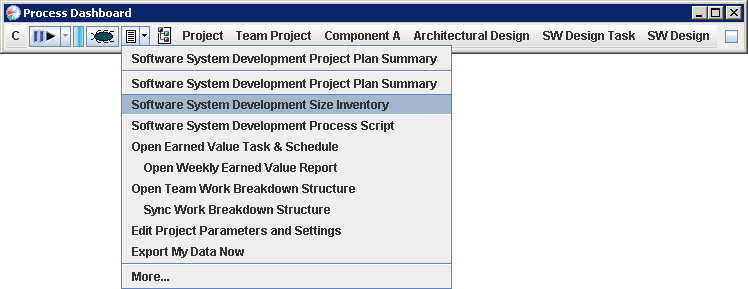 Process Dashboard
C Project Team Project Component A Architectural Design SW Design Task SW Design
Software System Development Project Plan Summary
Software System Development Project Plan Summary
Software System Development Size Inventory
Software System Development Process Script
Open Earned Value Task & Schedule
Open Weekly Earned Value Report
Open Team Work Breakdown Structure
Sync Work Breakdown Structure
Edit Project Parameters and Settings
Export My Data Now
More...